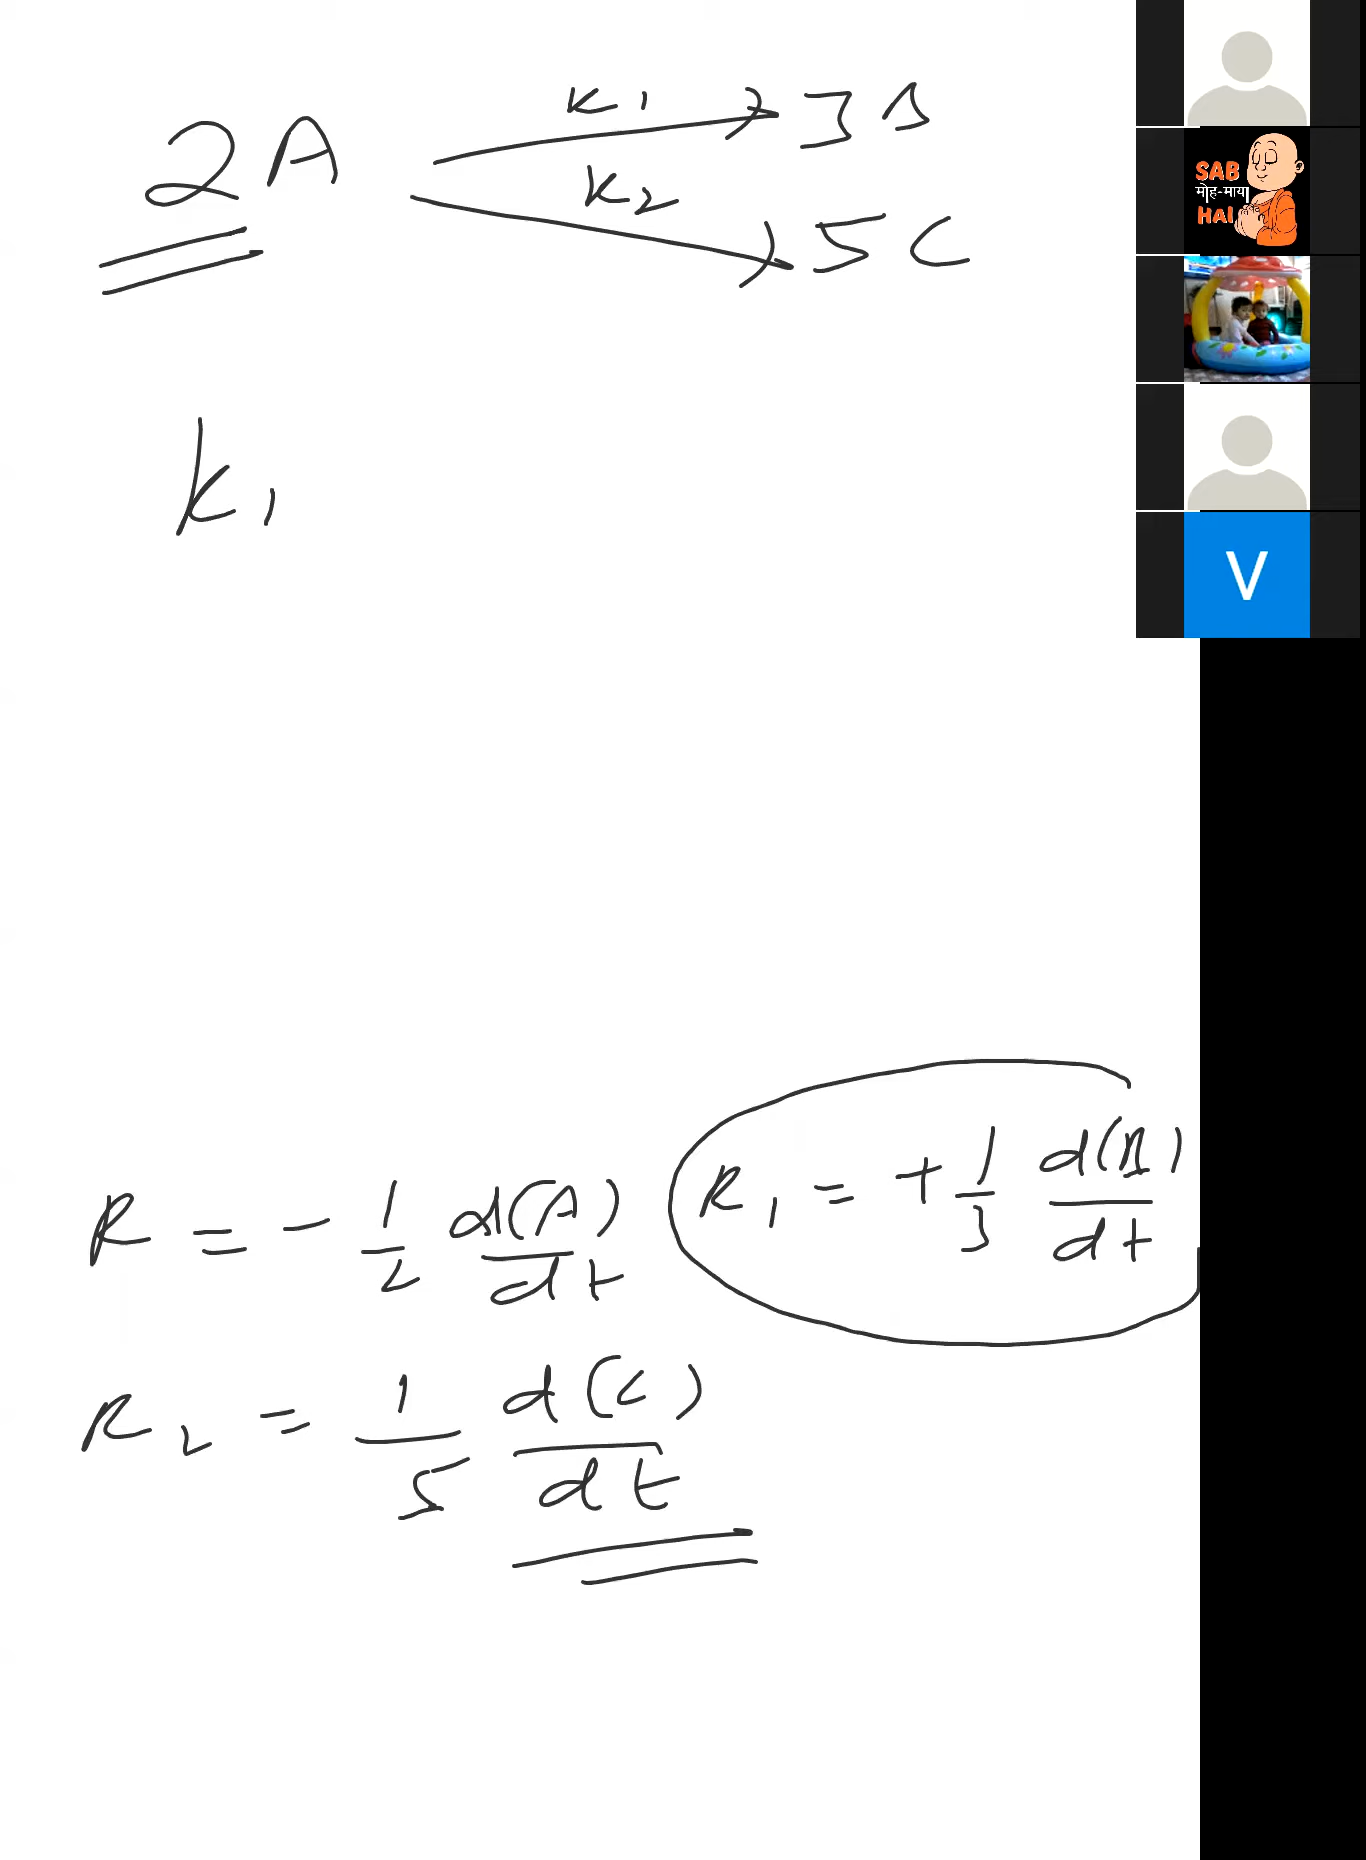 2A k1 → 3B
k2 → 5C
SAB
मोह-माया
HAI
k1
V
R = - 1/2 d(A)/dt
R1 = + 1/3 d(B)/dt
R2 = 1/5 d(C)/dt